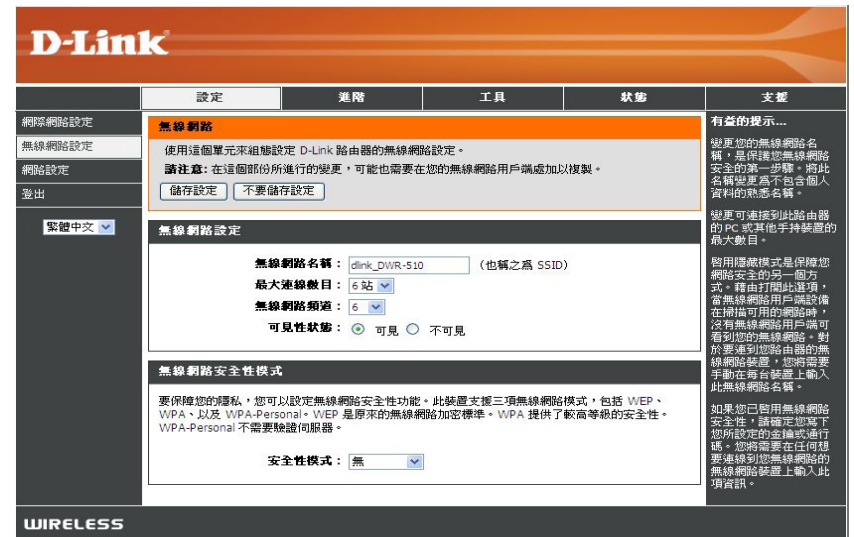 D-Link
設定 進階 工具 狀態 支援
網際網路設定
無線網路設定
網路設定
登出
繁體中文
無線網路
使用這個單元來組態設定 D-Link 路由器的無線網路設定。
請注意: 在這個部份所進行的變更，可能也需要在您的無線網路用戶端處加以複製。
儲存設定 不要儲存設定
無線網路設定
無線網路名稱： dlink_DWR-510 (也稱之為 SSID)
最大連線數目： 6 站
無線網路頻道： 6
可見性狀態： 可見 不可見
無線網路安全性模式
要保障您的隱私，您可以設定無線網路安全性功能。此裝置支援三項無線網路模式，包括 WEP、
WPA、以及 WPA-Personal。WEP 是原來的無線網路加密標準。WPA 提供了較高等級的安全性。
WPA-Personal 不需要驗證伺服器。
安全性模式： 無
有益的提示...
變更您的無線網路名
稱，是保護您無線網路
安全的第一步驟。將此
名稱變更為不包含個人
資料的熟悉名稱。
變更可連接到此路由器
的 PC 或其他手持裝置的
最大數目。
啓用隱藏模式是保障您
網路安全的另一個方
式。藉由打開此選項，
當無線網路用戶端設備
在掃描可用的網路時，
沒有無線網路用戶端可
看到您的無線網路。對
於要連到您路由器的無
線網路裝置，您將需要
手動在每台裝置上輸入
此無線網路名稱。
如果您已啓用無線網路
安全性，請確定您寫下
您所設定的金鑰或通行
碼。您將需要在任何想
要連線到您無線網路的
無線網路裝置上輸入此
項資訊。
WIRELESS